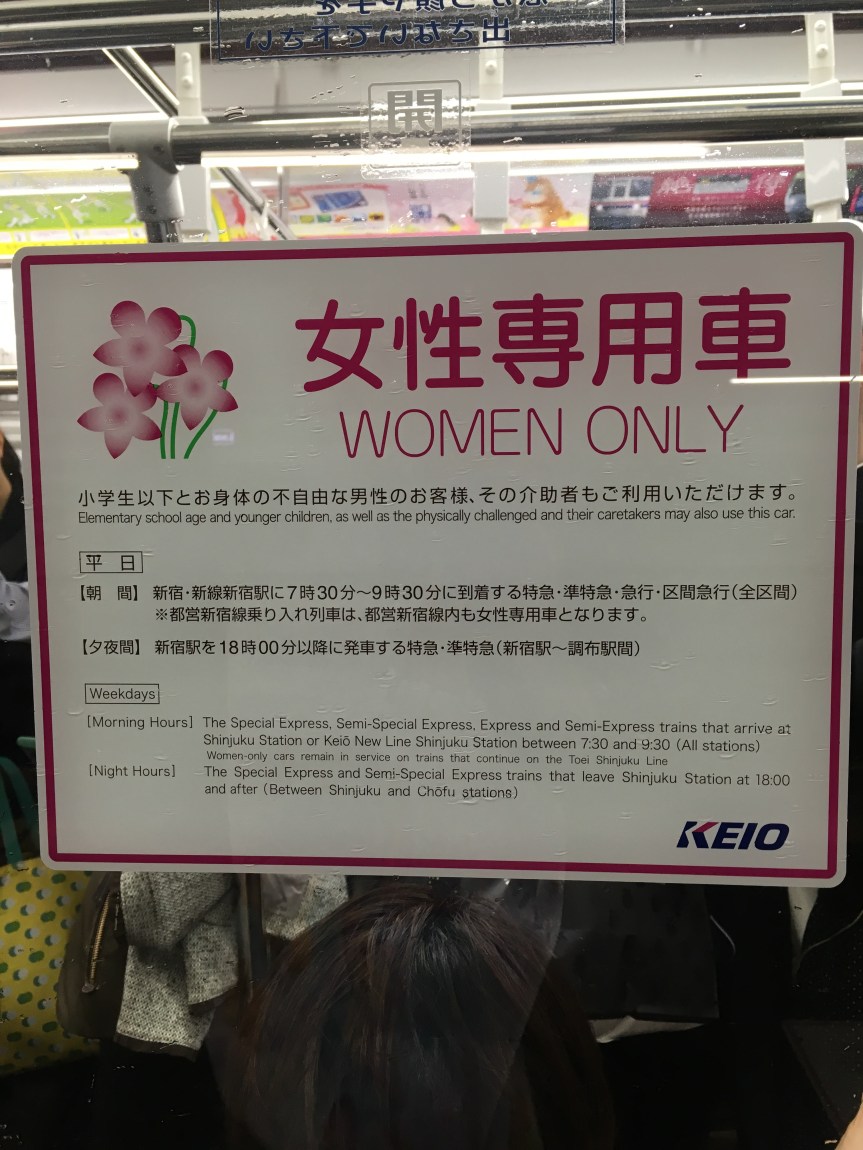 開
女性専用車
WOMEN ONLY
小学生以下とお身体の不自由な男性のお客様、その介助者もご利用いただけます。
Elementary school age and younger children, as well as the physically challenged and their caretakers may also use this car.
平 日
【朝 間】 新宿・新線新宿駅に7時30分〜9時30分に到着する特急・準特急・急行・区間急行（全区間）
※都営新宿線乗り入れ列車は、都営新宿線内も女性専用車となります。
【夕夜間】 新宿駅を18時00分以降に発車する特急・準特急（新宿駅〜調布駅間）
Weekdays
[Morning Hours] The Special Express, Semi-Special Express, Express and Semi-Express trains that arrive at
Shinjuku Station or Keiō New Line Shinjuku Station between 7:30 and 9:30 (All stations)
Women-only cars remain in service on trains that continue on the Toei Shinjuku Line
[Night Hours] The Special Express and Semi-Special Express trains that leave Shinjuku Station at 18:00
and after (Between Shinjuku and Chōfu stations)
KEIO